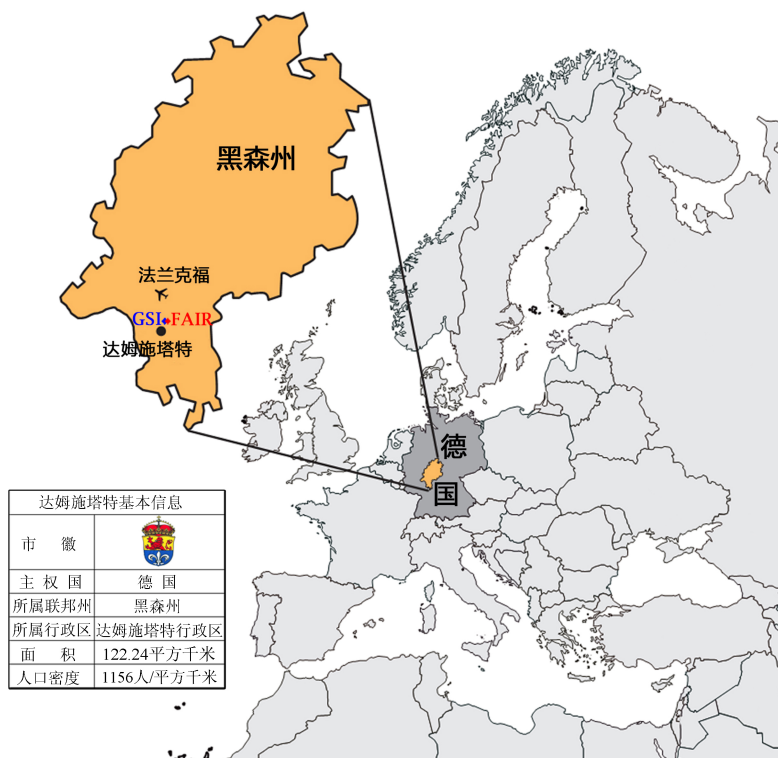 黑森州
法兰克福
GSI FAIR
达姆施塔特
德
国
达姆施塔特基本信息
市 徽
主 权 国 德 国
所属联邦州 黑森州
所属行政区 达姆施塔特行政区
面 积 122.24平方千米
人口密度 1156人/平方千米